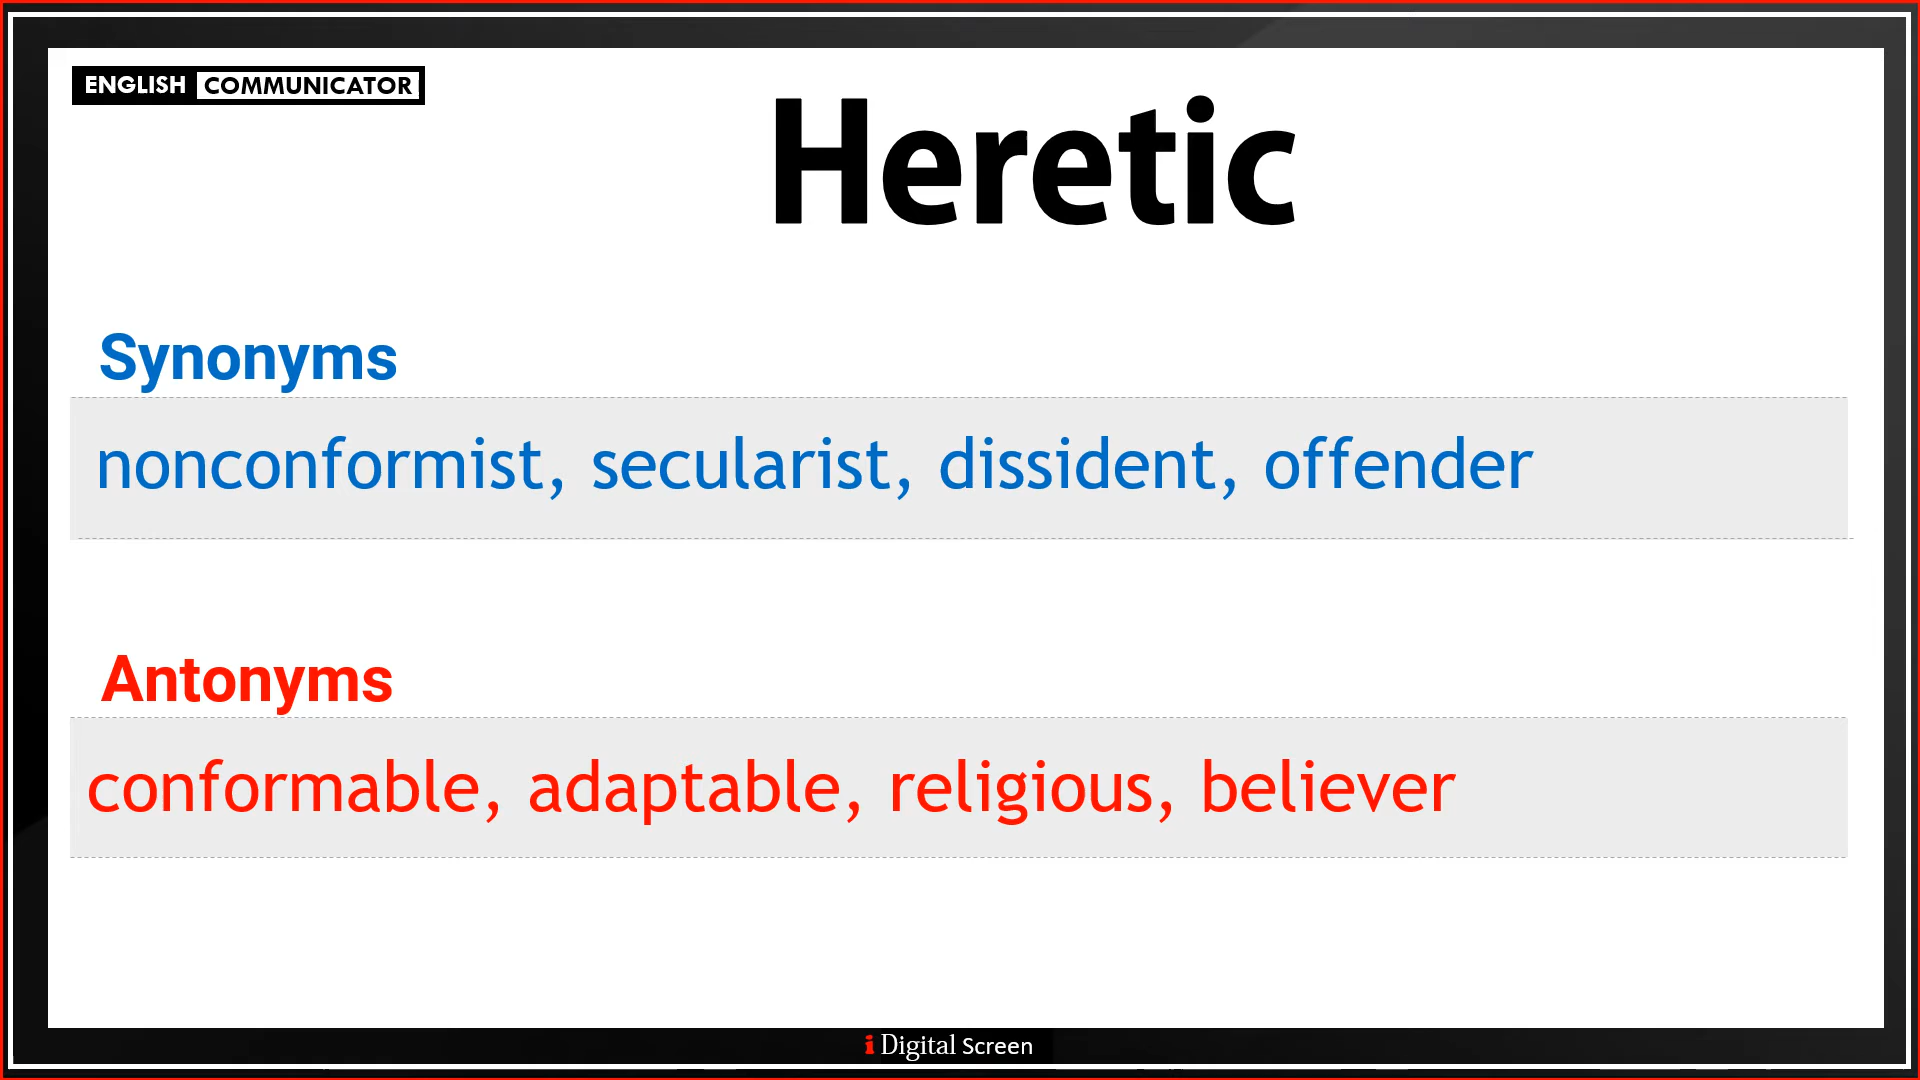 ENGLISH COMMUNICATOR
Heretic
Synonyms
nonconformist, secularist, dissident, offender
Antonyms
conformable, adaptable, religious, believer
i Digital Screen